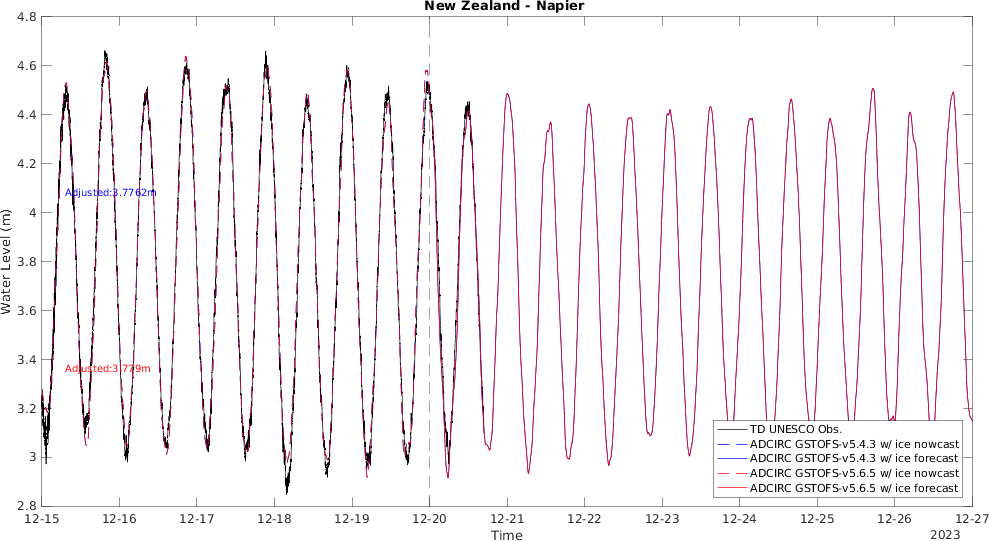 New Zealand - Napier
4.8
4.6
4.4
4.2
4
3.8
3.6
3.4
3.2
3
2.8
Water Level (m)
Adjusted:3.7762m
Adjusted:3.779m
TD UNESCO Obs.
ADCIRC GSTOFS-v5.4.3 w/ ice nowcast
ADCIRC GSTOFS-v5.4.3 w/ ice forecast
ADCIRC GSTOFS-v5.6.5 w/ ice nowcast
ADCIRC GSTOFS-v5.6.5 w/ ice forecast
12-15 12-16 12-17 12-18 12-19 12-20 12-21 12-22 12-23 12-24 12-25 12-26 12-27
Time
2023